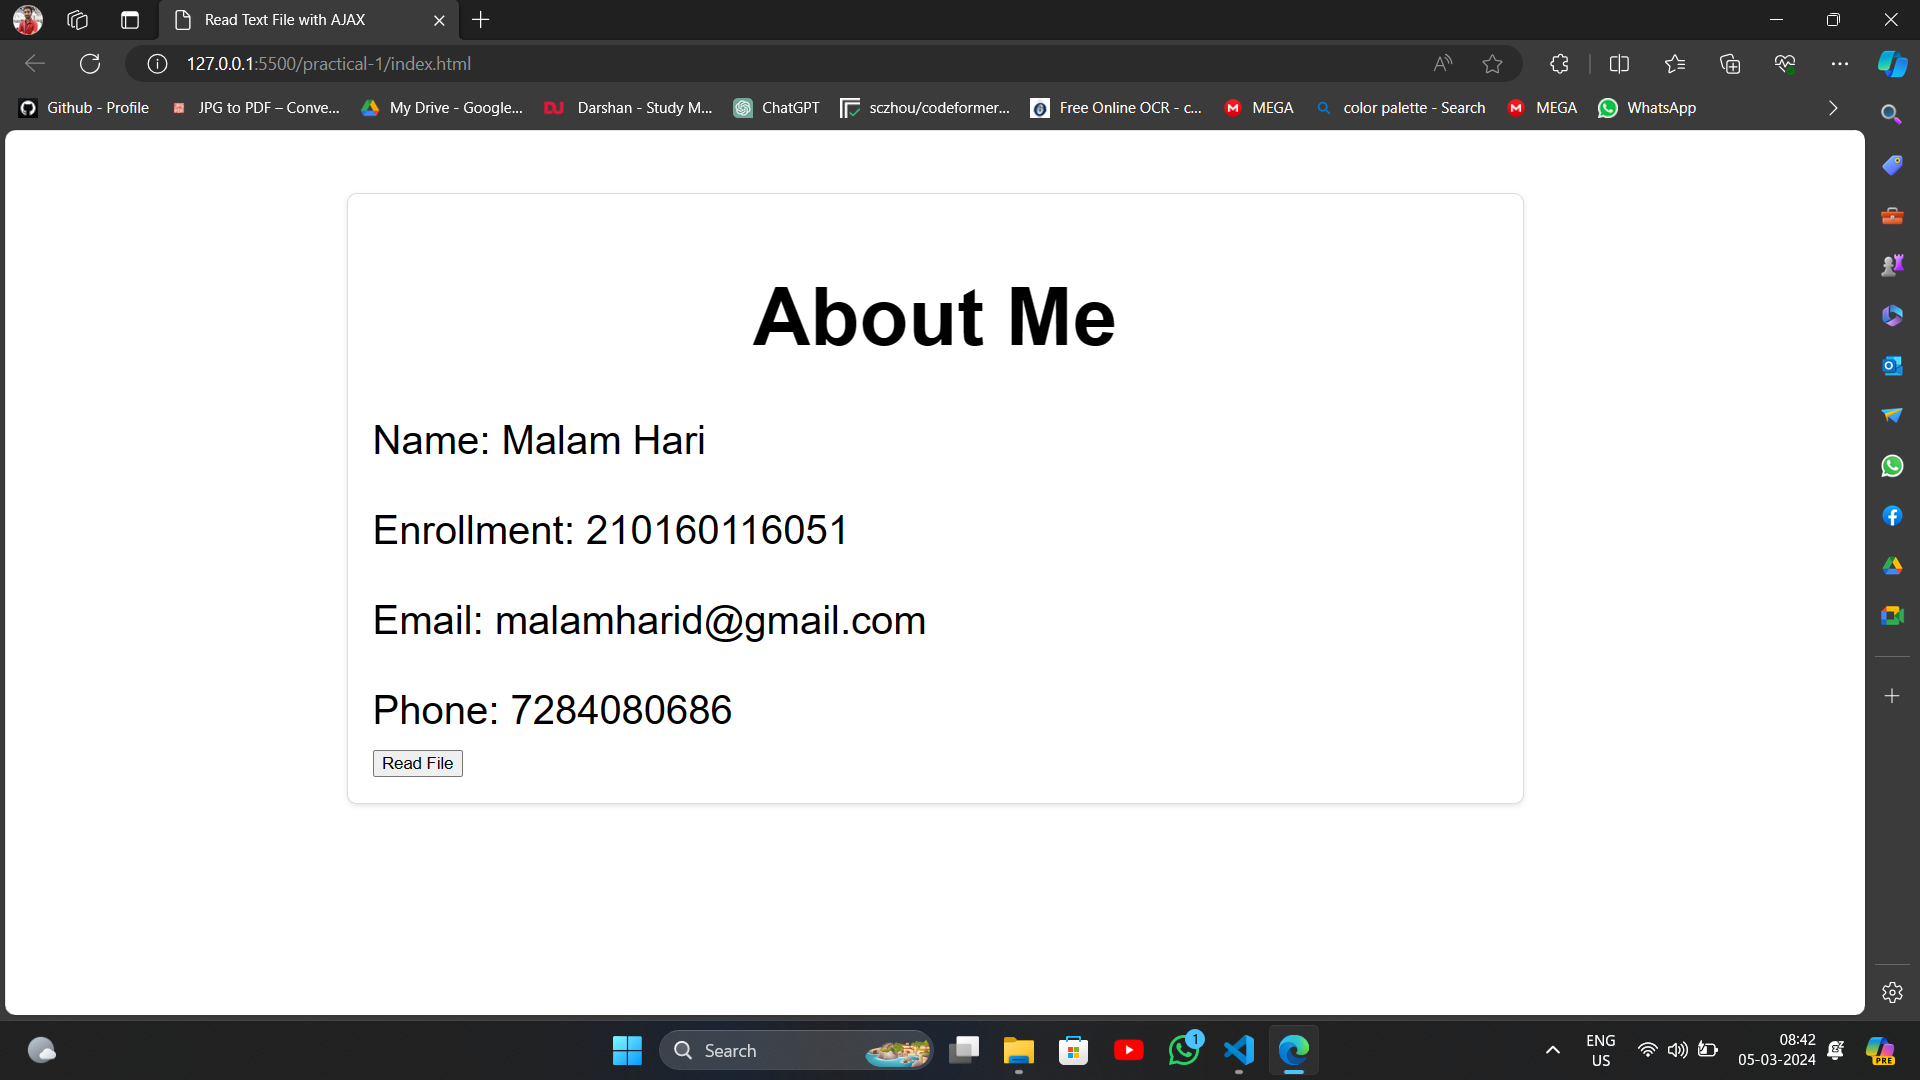 Read Text File with AJAX
127.0.0.1:5500/practical-1/index.html
Github - Profile JPG to PDF – Conve... My Drive - Google... Darshan - Study M... ChatGPT sczhou/codeformer... Free Online OCR - c... MEGA color palette - Search MEGA WhatsApp
About Me
Name: Malam Hari
Enrollment: 210160116051
Email: malamharid@gmail.com
Phone: 7284080686
Read File
Search
1
ENG
US
08:42
05-03-2024
PRE